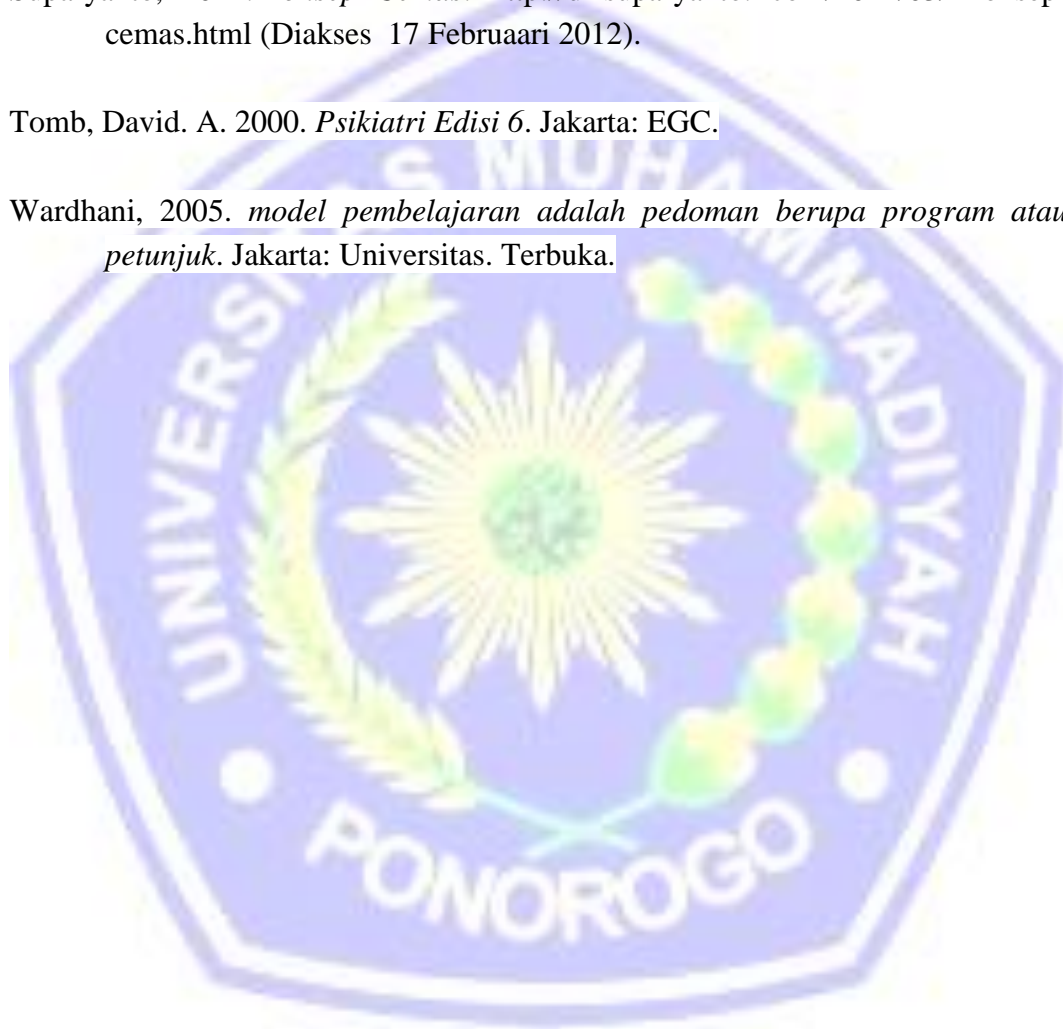 cemas.html (Diakses 17 Februaari 2012).
Tomb, David. A. 2000. Psikiatri Edisi 6. Jakarta: EGC.
Wardhani, 2005. model pembelajaran adalah pedoman berupa program atau
petunjuk. Jakarta: Universitas. Terbuka.
UNIVERSITAS MUHAMMADIYAH
PONOROGO